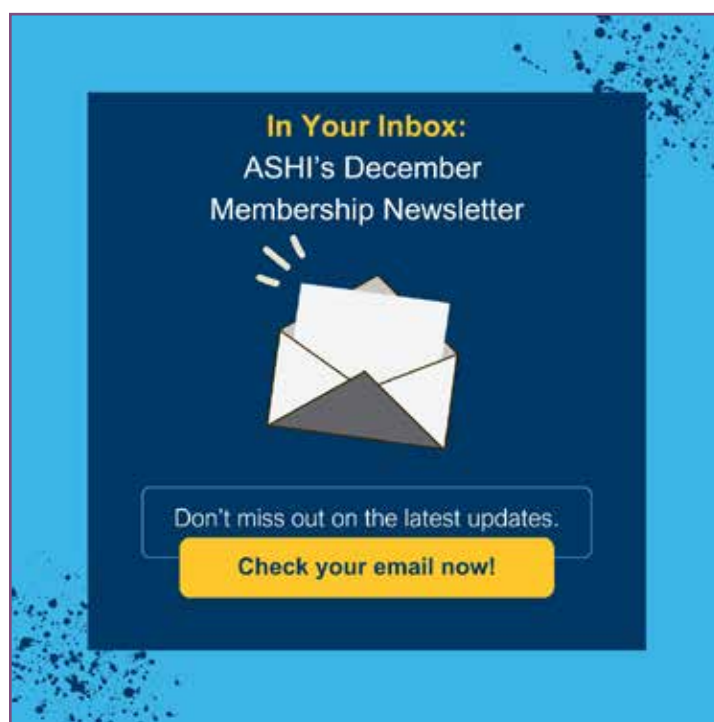 In Your Inbox:
ASHI's December
Membership Newsletter
Don't miss out on the latest updates.
Check your email now!